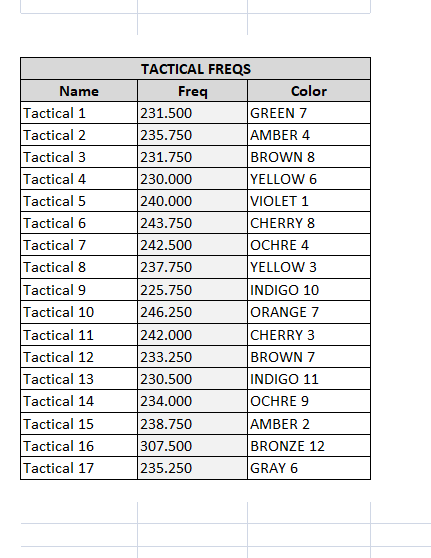 TACTICAL FREQS
Name Freq Color
Tactical 1 231.500 GREEN 7
Tactical 2 235.750 AMBER 4
Tactical 3 231.750 BROWN 8
Tactical 4 230.000 YELLOW 6
Tactical 5 240.000 VIOLET 1
Tactical 6 243.750 CHERRY 8
Tactical 7 242.500 OCHRE 4
Tactical 8 237.750 YELLOW 3
Tactical 9 225.750 INDIGO 10
Tactical 10 246.250 ORANGE 7
Tactical 11 242.000 CHERRY 3
Tactical 12 233.250 BROWN 7
Tactical 13 230.500 INDIGO 11
Tactical 14 234.000 OCHRE 9
Tactical 15 238.750 AMBER 2
Tactical 16 307.500 BRONZE 12
Tactical 17 235.250 GRAY 6